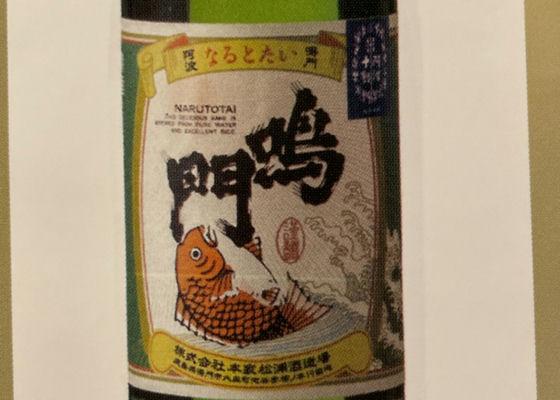 阿波 なるとたい 鳴門
NARUTOTAI
THIS DELICIOUS SAKE IS
BREWED FROM PURE WATER
AND EXCELLENT RICE.
鳴門
株式会社本家松浦酒造場